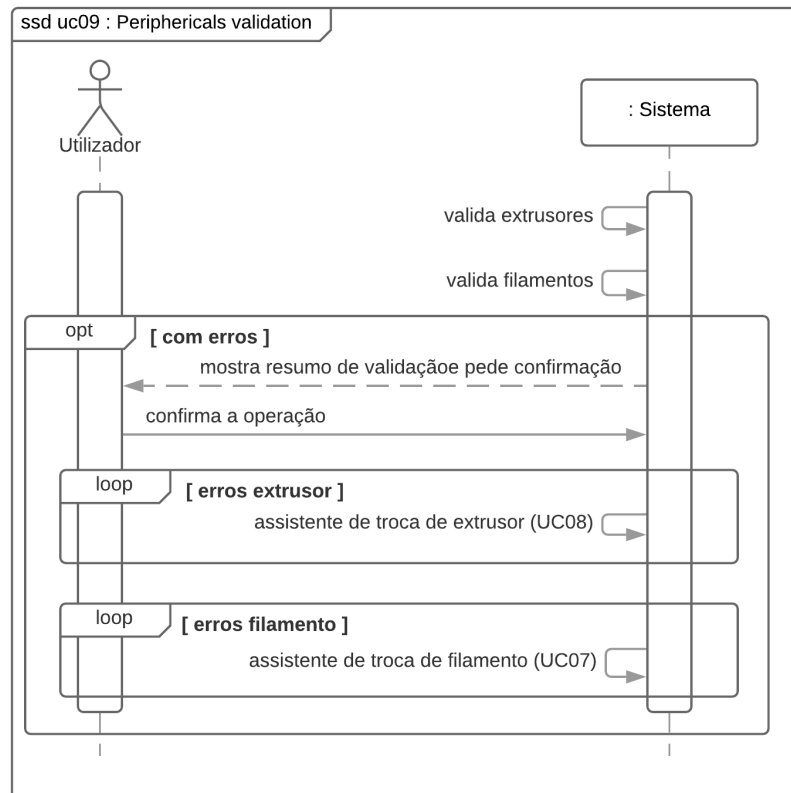 ssd uc09 : Periphericals validation
Utilizador
: Sistema
valida extrusores
valida filamentos
opt
[ com erros ]
mostra resumo de validaçãoe pede confirmação
confirma a operação
loop
[ erros extrusor ]
assistente de troca de extrusor (UC08)
loop
[ erros filamento ]
assistente de troca de filamento (UC07)